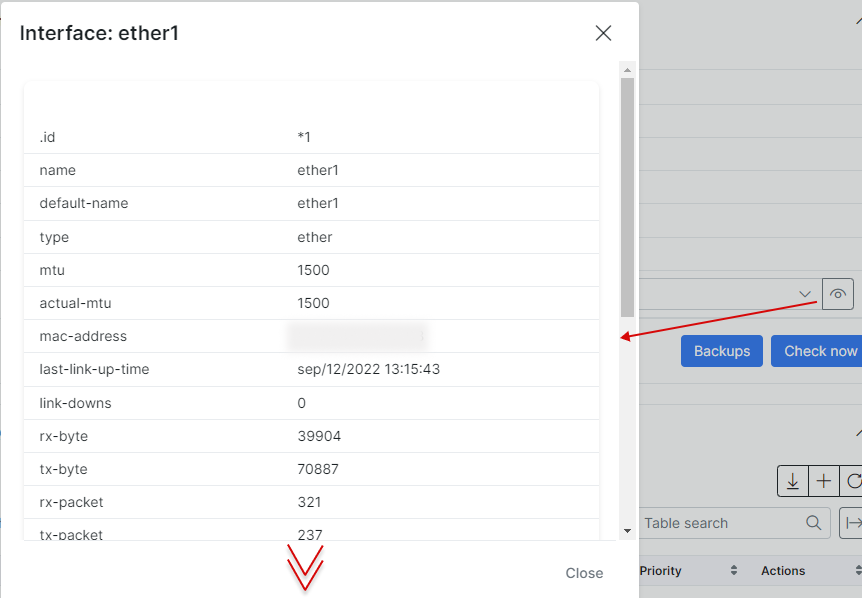 Interface: ether1
.id *1
name ether1
default-name ether1
type ether
mtu 1500
actual-mtu 1500
mac-address
last-link-up-time sep/12/2022 13:15:43
link-downs 0
rx-byte 39904
tx-byte 70887
rx-packet 321
tx-packet 237
Close
Backups Check now
Table search
Priority Actions